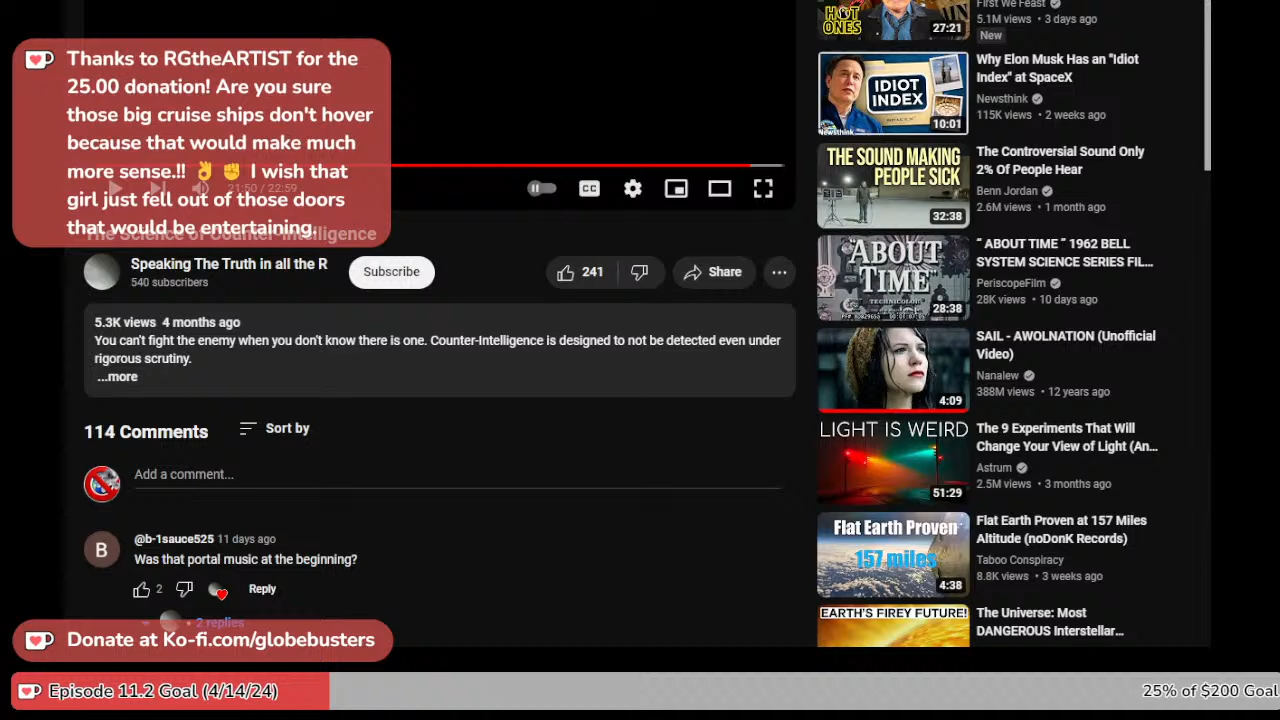 Thanks to RGtheARTIST for the
25.00 donation! Are you sure
those big cruise ships don't hover
because that would make much
more sense.!! 👌 ✊ I wish that
girl just fell out of those doors
that would be entertaining.
21:50 / 22:59
CC
The Science of Counter-Intelligence
Speaking The Truth in all the R
540 subscribers
Subscribe
241
Share
5.3K views 4 months ago
You can't fight the enemy when you don't know there is one. Counter-Intelligence is designed to not be detected even under
rigorous scrutiny.
...more
114 Comments
Sort by
Add a comment...
B
@b-1sauce525 11 days ago
Was that portal music at the beginning?
2
Reply
2 replies
Donate at Ko-fi.com/globebusters
Episode 11.2 Goal (4/14/24)
25% of $200 Goal
HOT
ONES
27:21
First We Feast
5.1M views • 3 days ago
New
IDIOT
INDEX
SPACEX
Newsthink
10:01
Why Elon Musk Has an "Idiot
Index" at SpaceX
Newsthink
115K views • 2 weeks ago
THE SOUND MAKING
PEOPLE SICK
32:38
The Controversial Sound Only
2% Of People Hear
Benn Jordan
2.6M views • 1 month ago
ABOUT
TIME
TECHNICOLOR
28:38
“ ABOUT TIME ” 1962 BELL
SYSTEM SCIENCE SERIES FIL...
PeriscopeFilm
28K views • 10 days ago
4:09
SAIL - AWOLNATION (Unofficial
Video)
Nanalew
388M views • 12 years ago
LIGHT IS WEIRD
51:29
The 9 Experiments That Will
Change Your View of Light (An...
Astrum
2.5M views • 3 months ago
Flat Earth Proven
157 miles
4:38
Flat Earth Proven at 157 Miles
Altitude (noDonK Records)
Taboo Conspiracy
8.8K views • 3 weeks ago
EARTH'S FIREY FUTURE!
The Universe: Most
DANGEROUS Interstellar...